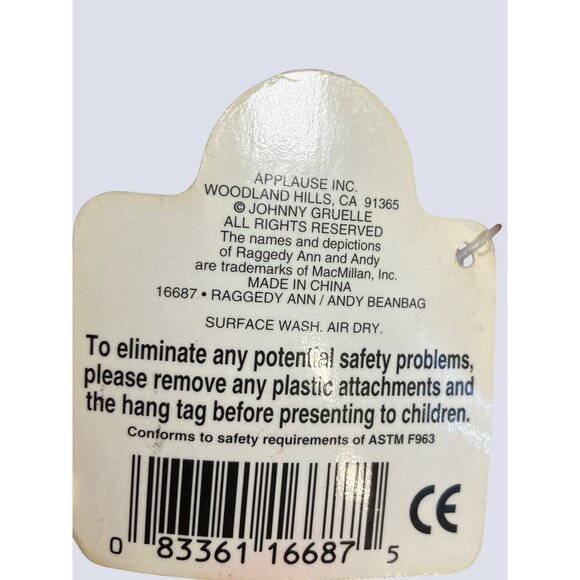 APPLAUSE INC.
WOODLAND HILLS, CA 91365
© JOHNNY GRUELLE
ALL RIGHTS RESERVED
The names and depictions
of Raggedy Ann and Andy
are trademarks of MacMillan, Inc.
MADE IN CHINA
16687 • RAGGEDY ANN / ANDY BEANBAG
SURFACE WASH. AIR DRY.
To eliminate any potential safety problems,
please remove any plastic attachments and
the hang tag before presenting to children.
Conforms to safety requirements of ASTM F963
CE
0 83361 16687 5